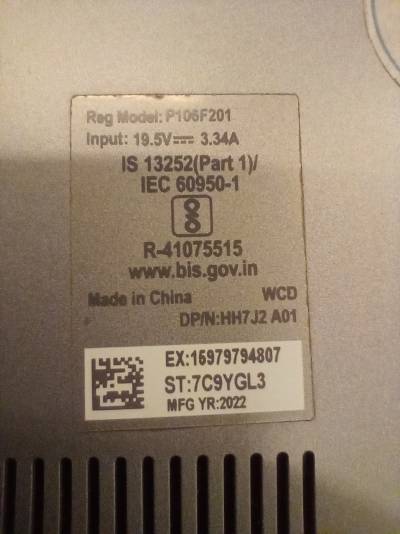 Reg Model: P106F201
Input: 19.5V⎓ 3.34A
IS 13252(Part 1)/
IEC 60950-1
R-41075515
www.bis.gov.in
Made in China WCD
DP/N:HH7J2 A01
EX:16979794807
ST:7C9YGL3
MFG YR:2022